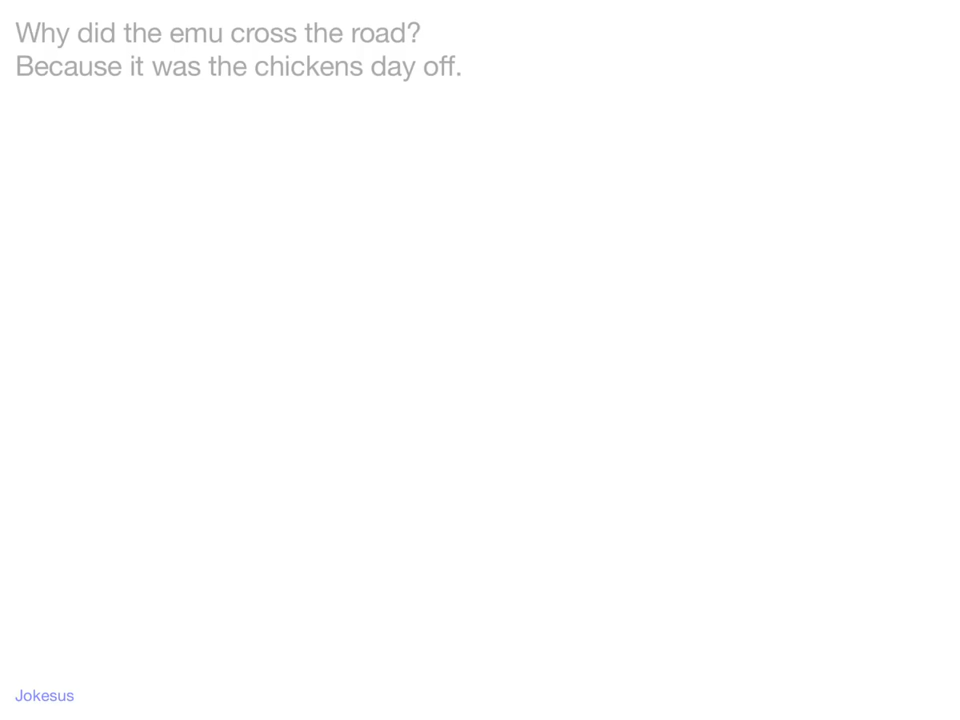 Why did the emu cross the road?
Because it was the chickens day off.
Jokesus